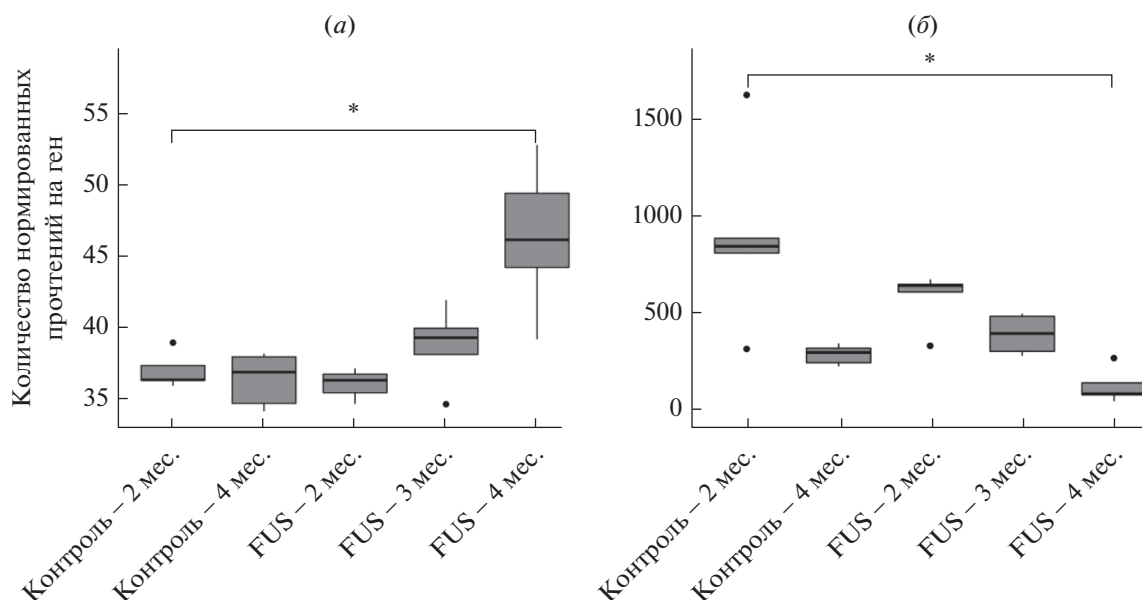 (а)
Количество нормированных
прочтений на ген
55
50
45
40
35
*
Контроль – 2 мес.
Контроль – 4 мес.
FUS – 2 мес.
FUS – 3 мес.
FUS – 4 мес.
(б)
1500
1000
500
0
*
Контроль – 2 мес.
Контроль – 4 мес.
FUS – 2 мес.
FUS – 3 мес.
FUS – 4 мес.